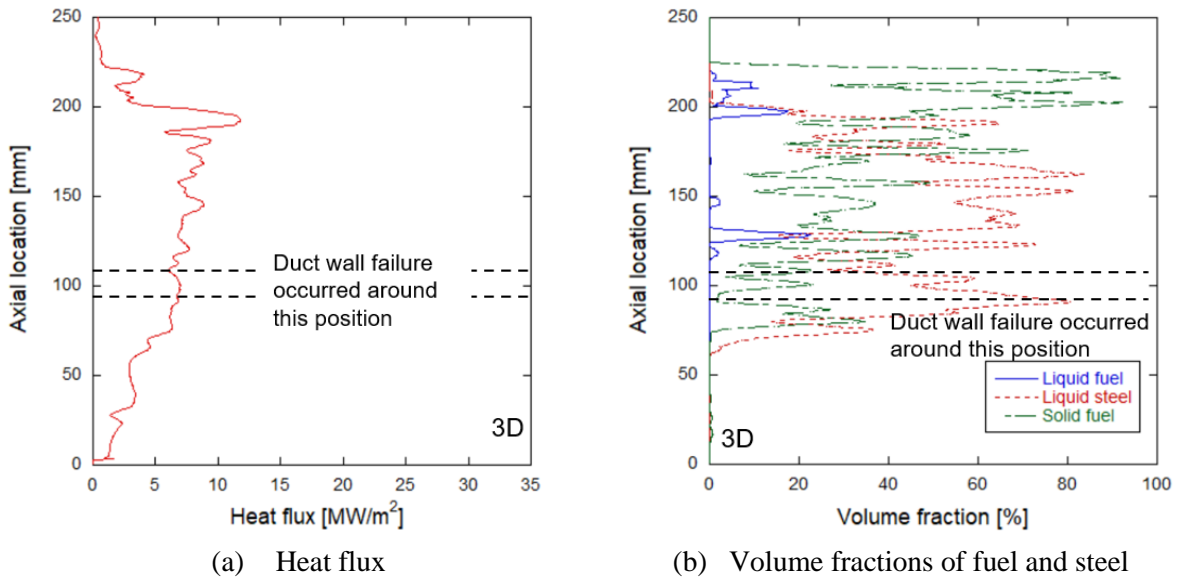 250
200
150
100
50
0
Axial location [mm]
Duct wall failure
occurred around
this position
3D
0 5 10 15 20 25 30 35
Heat flux [MW/m²]
(a) Heat flux
250
200
150
100
50
0
Axial location [mm]
Duct wall failure occurred
around this position
Liquid fuel
Liquid steel
Solid fuel
3D
0 20 40 60 80 100
Volume fraction [%]
(b) Volume fractions of fuel and steel